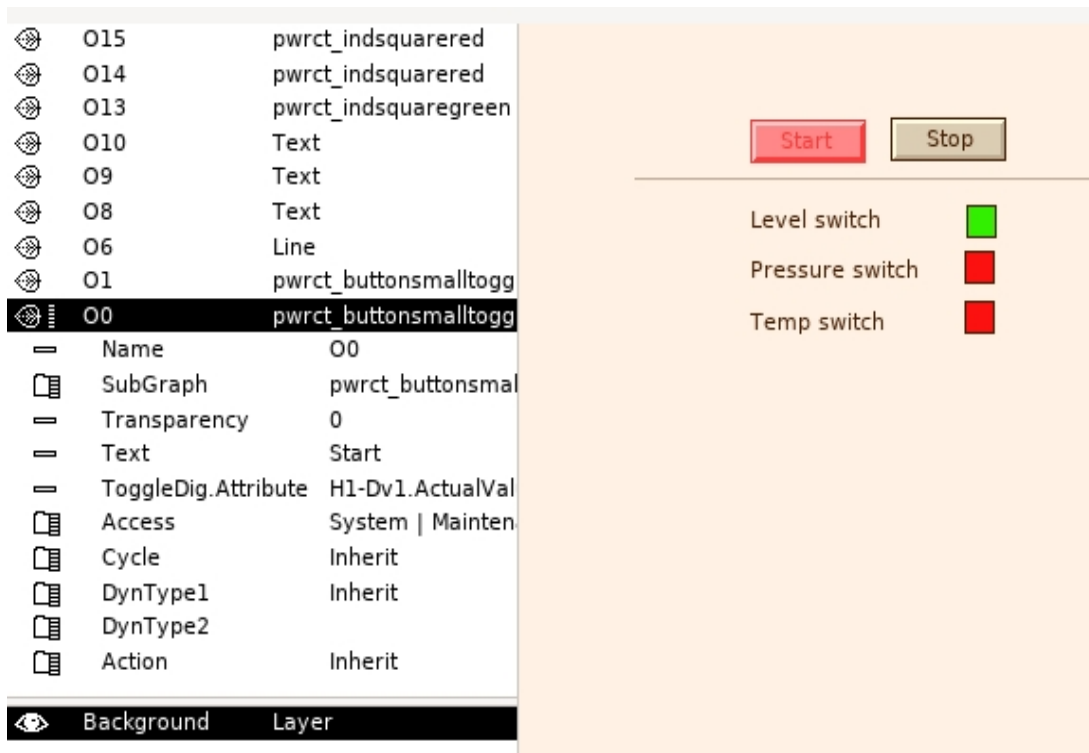 O15 pwrct_indsquarered
O14 pwrct_indsquarered
O13 pwrct_indsquaregreen
O10 Text
O9 Text
O8 Text
O6 Line
O1 pwrct_buttonsmalltogg
O0 pwrct_buttonsmalltogg
Name O0
SubGraph pwrct_buttonsmal
Transparency 0
Text Start
ToggleDig.Attribute H1-Dv1.ActualVal
Access System | Mainten
Cycle Inherit
DynType1 Inherit
DynType2
Action Inherit
Background Layer
Start Stop
Level switch
Pressure switch
Temp switch